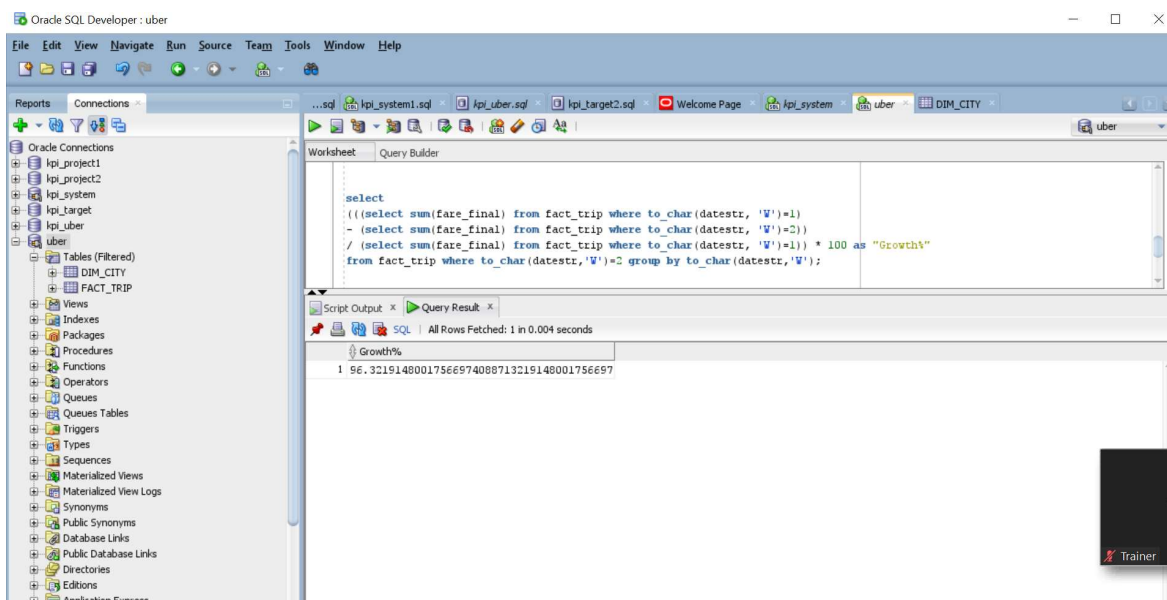 Oracle SQL Developer : uber
File Edit View Navigate Run Source Team Tools Window Help
Reports Connections
...sql kpi_system1.sql kpi_uber.sql kpi_target2.sql Welcome Page kpi_system uber DIM_CITY
uber
Worksheet Query Builder
Oracle Connections
kpi_project1
kpi_project2
kpi_system
kpi_target
kpi_uber
uber
Tables (Filtered)
DIM_CITY
FACT_TRIP
Views
Indexes
Packages
Procedures
Functions
Operators
Queues
Queues Tables
Triggers
Types
Sequences
Materialized Views
Materialized View Logs
Synonyms
Public Synonyms
Database Links
Public Database Links
Directories
Editions
Application Express
select
(((select sum(fare_final) from fact_trip where to_char(datestr, 'W')=1)
- (select sum(fare_final) from fact_trip where to_char(datestr, 'W')=2))
/ (select sum(fare_final) from fact_trip where to_char(datestr, 'W')=1)) * 100 as "Growth%"
from fact_trip where to_char(datestr,'W')=2 group by to_char(datestr,'W');
Script Output Query Result
SQL | All Rows Fetched: 1 in 0.004 seconds
Growth%
1 96.3219148001756697408871321914800175​6697
Trainer